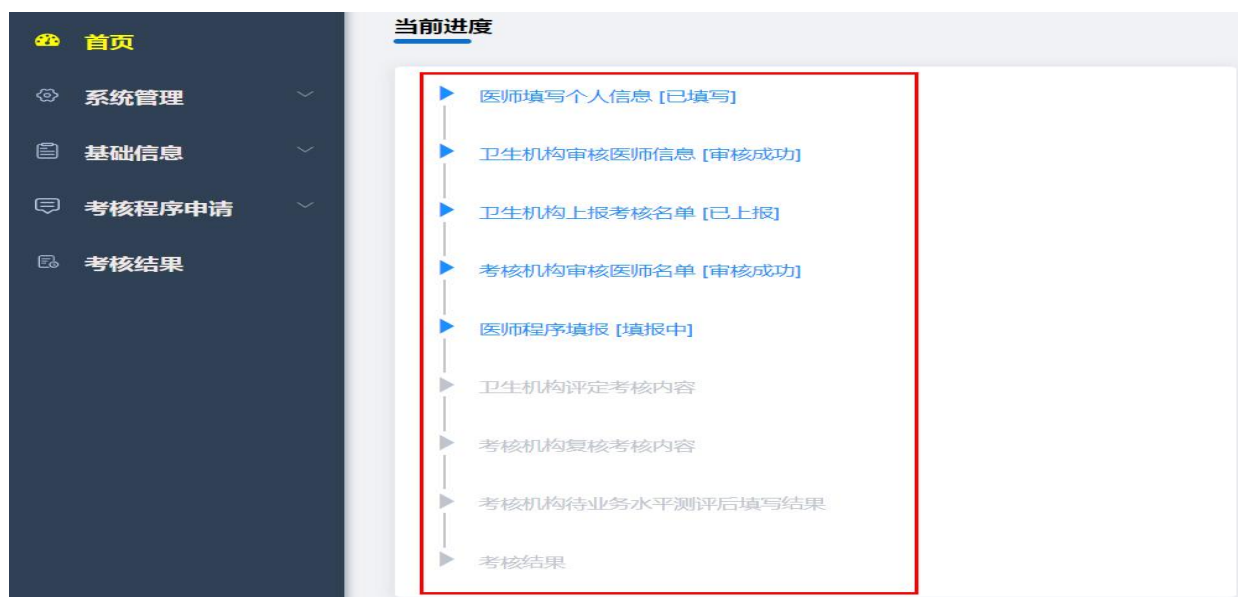 首页
系统管理
基础信息
考核程序申请
考核结果
当前进度
医师填写个人信息 [已填写]
卫生机构审核医师信息 [审核成功]
卫生机构上报考核名单 [已上报]
考核机构审核医师名单 [审核成功]
医师程序填报 [填报中]
卫生机构评定考核内容
考核机构复核考核内容
考核机构待业务水平测评后填写结果
考核结果